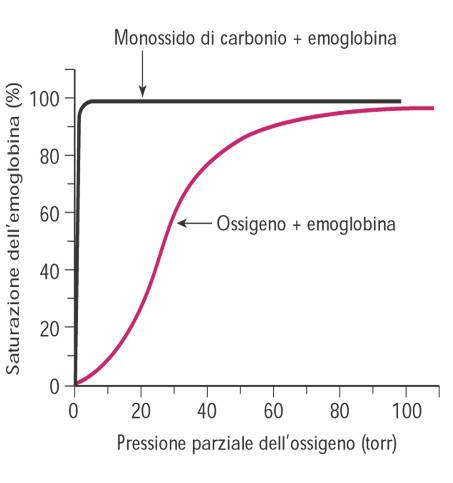 Monossido di carbonio + emoglobina
Saturazione dell'emoglobina (%)
100
80
60
40
20
0
Ossigeno + emoglobina
0 20 40 60 80 100
Pressione parziale dell'ossigeno (torr)